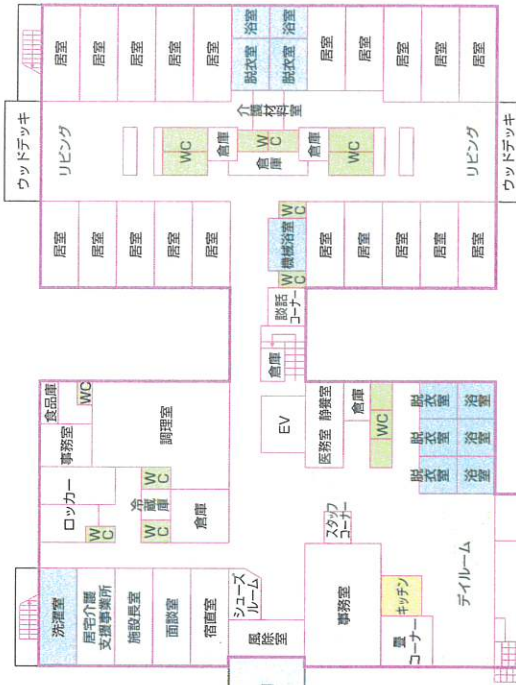 ウッドデッキ
リビング
居室
居室
居室
居室
居室
脱衣室
浴室
脱衣室
浴室
居室
居室
居室
居室
居室
介護材料室
WC
倉庫
WC
倉庫
倉庫
WC
リビング
ウッドデッキ
居室
居室
居室
居室
居室
WC
機械浴室
WC
居室
居室
居室
居室
居室
談話
コーナー
倉庫
食品庫
WC
事務室
調理室
ロッカー
WC
冷蔵庫
WC
WC
倉庫
EV
医務室
静養室
倉庫
WC
脱衣室
浴室
脱衣室
浴室
脱衣室
浴室
洗濯室
居宅介護
支援事業所
施設長室
面談室
宿直室
シューズ
ルーム
風除室
スタッフ
コーナー
事務室
キッチン
畳
コーナー
デイルーム